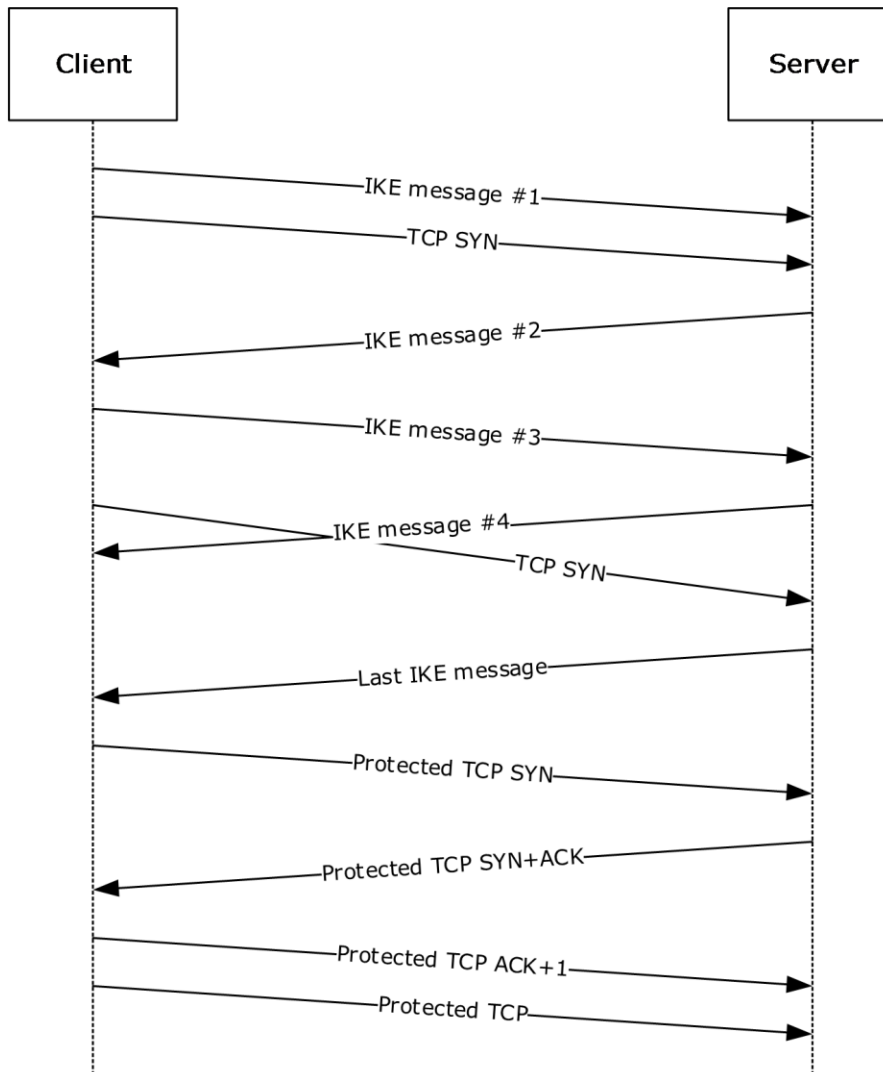 Client
Server
IKE message #1
TCP SYN
IKE message #2
IKE message #3
IKE message #4
TCP SYN
Last IKE message
Protected TCP SYN
Protected TCP SYN+ACK
Protected TCP ACK+1
Protected TCP